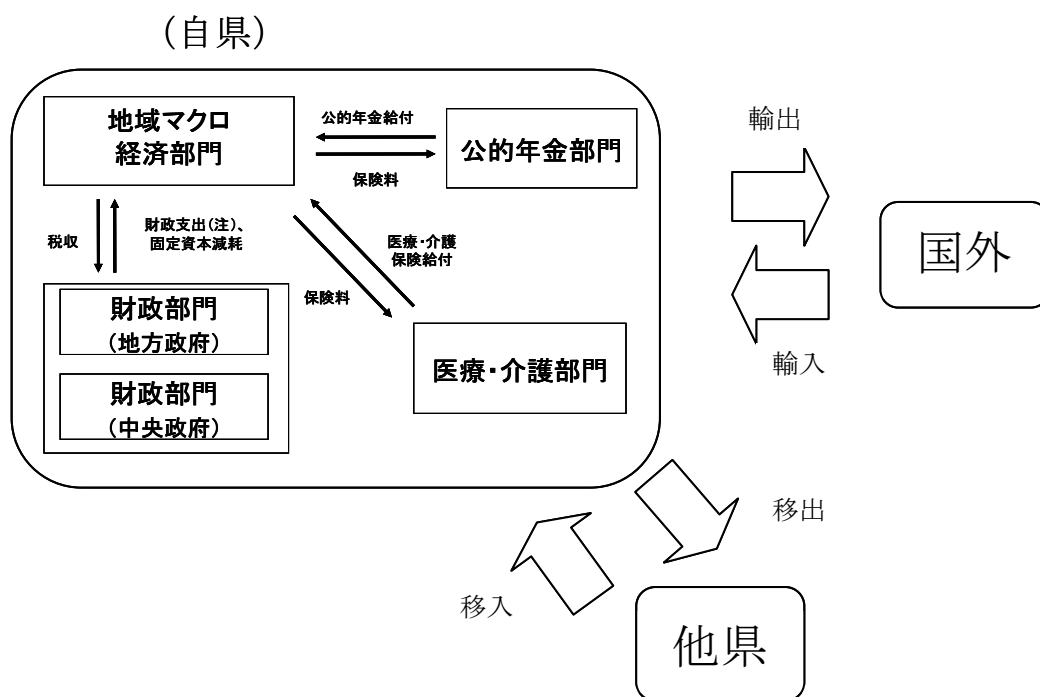 (自県)
地域マクロ
経済部門
公的年金給付
保険料
公的年金部門
輸出
国外
輸入
税収
財政支出(注)、
固定資本減耗
医療・介護
保険給付
保険料
財政部門
(地方政府)
財政部門
(中央政府)
医療・介護部門
移出
移入
他県